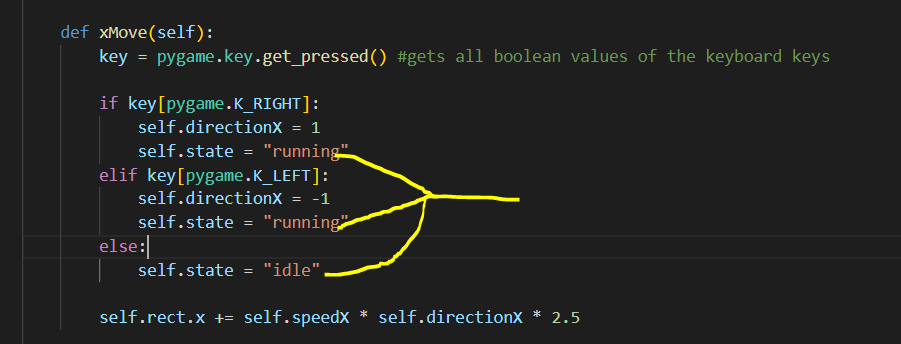 def xMove(self):
key = pygame.key.get_pressed() #gets all boolean values of the keyboard keys
if key[pygame.K_RIGHT]:
self.directionX = 1
self.state = "running"
elif key[pygame.K_LEFT]:
self.directionX = -1
self.state = "running"
else:
self.state = "idle"
self.rect.x += self.speedX * self.directionX * 2.5